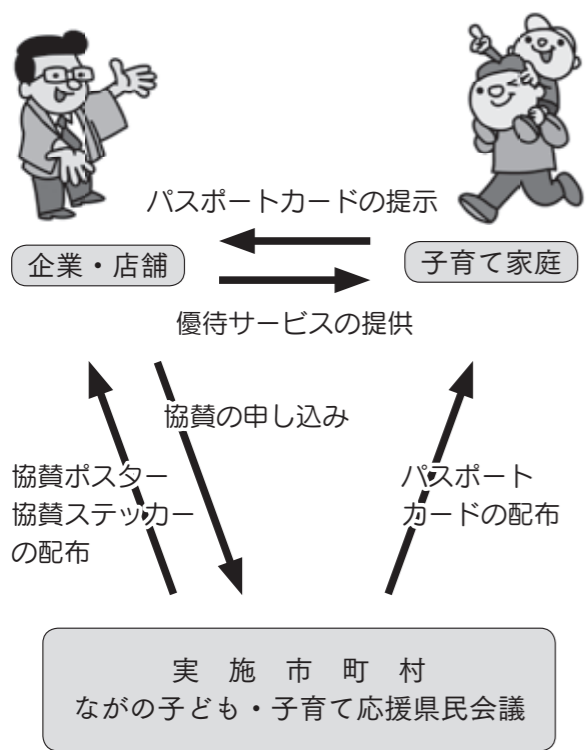 パスポートカードの提示
企業・店舗
子育て家庭
優待サービスの提供
協賛の申し込み
協賛ポスター
協賛ステッカー
の配布
パスポート
カードの配布
実施市町村
ながの子ども・子育て応援県民会議